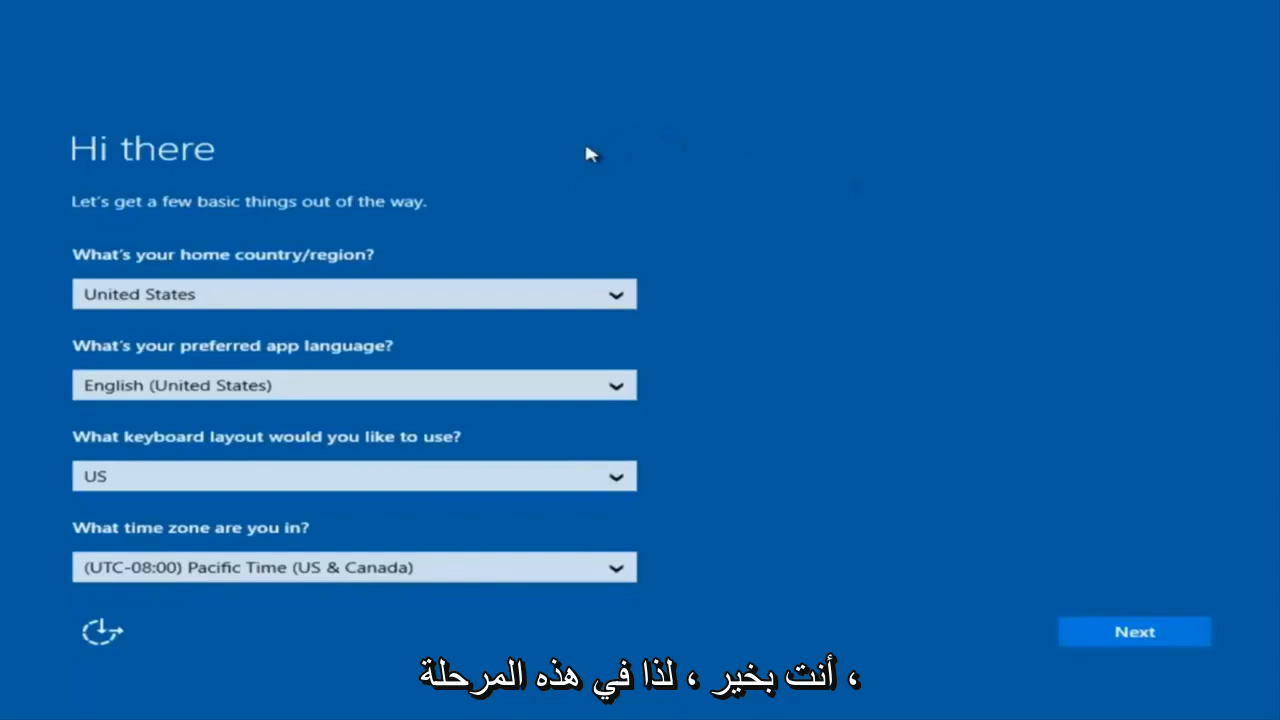 Hi there
Let's get a few basic things out of the way.
What's your home country/region?
United States
What's your preferred app language?
English (United States)
What keyboard layout would you like to use?
US
What time zone are you in?
(UTC-08:00) Pacific Time (US & Canada)
Next
، أنت بخير ، لذا في هذه المرحلة